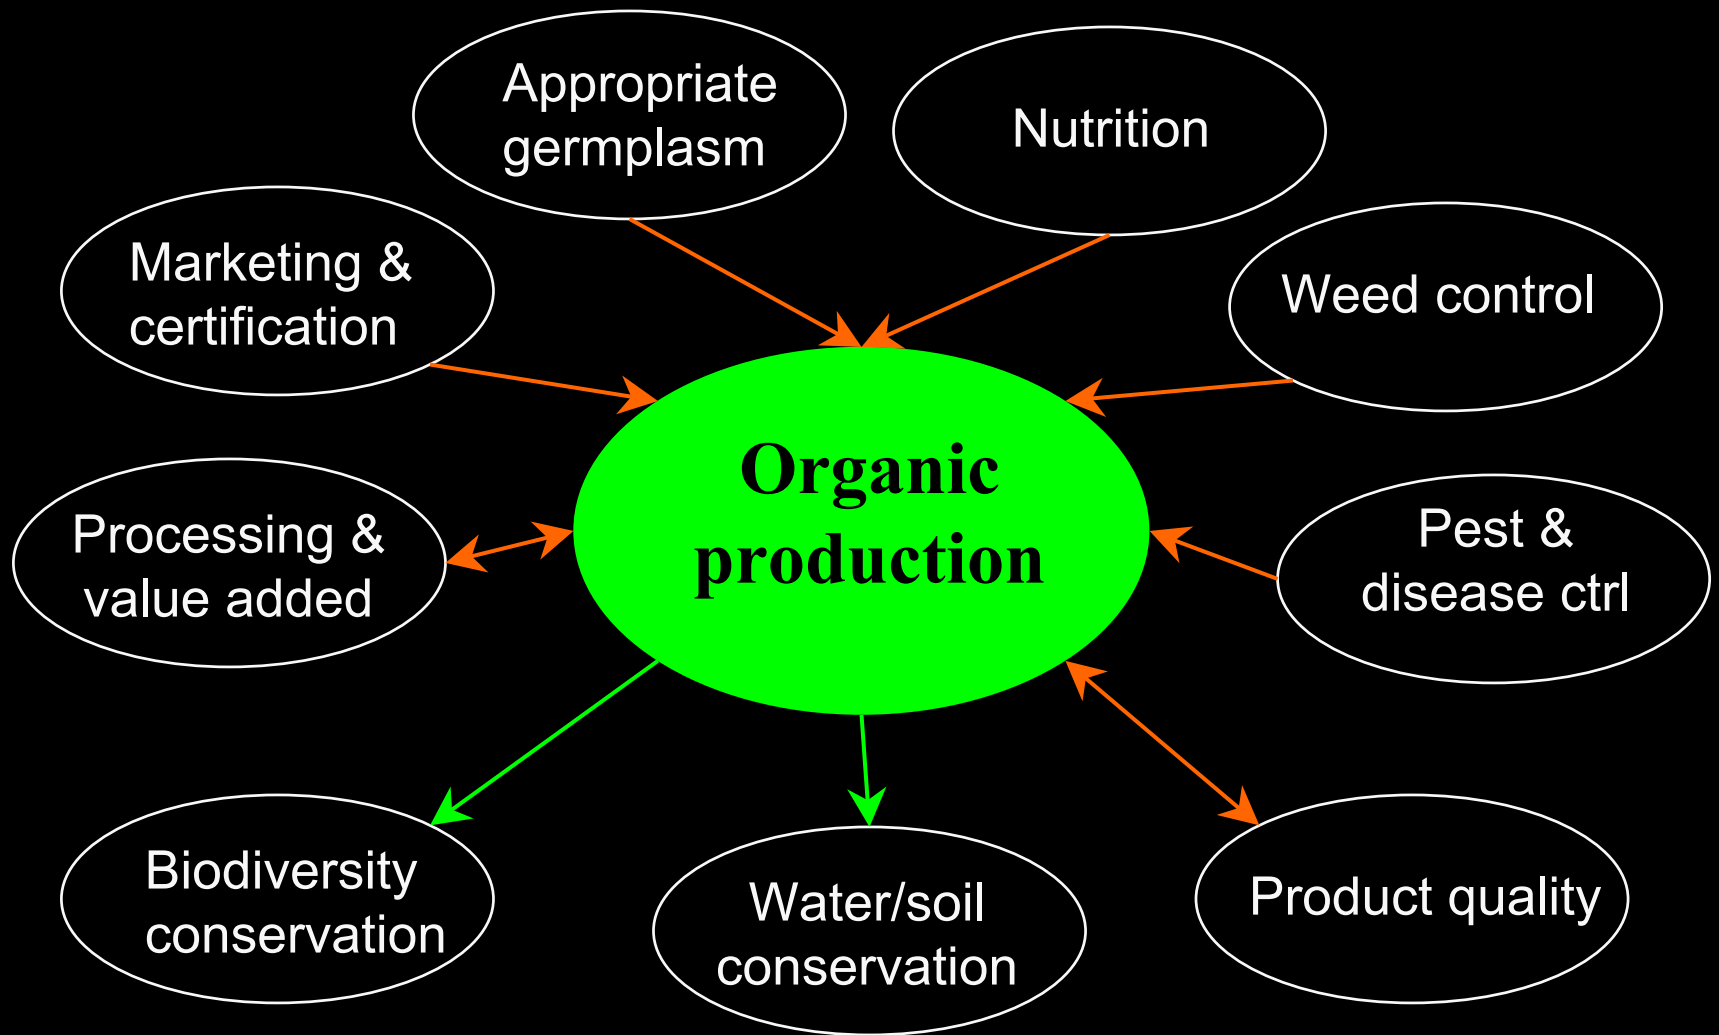 Appropriate
germplasm
Nutrition
Marketing &
certification
Weed control
Organic
production
Processing &
value added
Pest &
disease ctrl
Biodiversity
conservation
Water/soil
conservation
Product quality